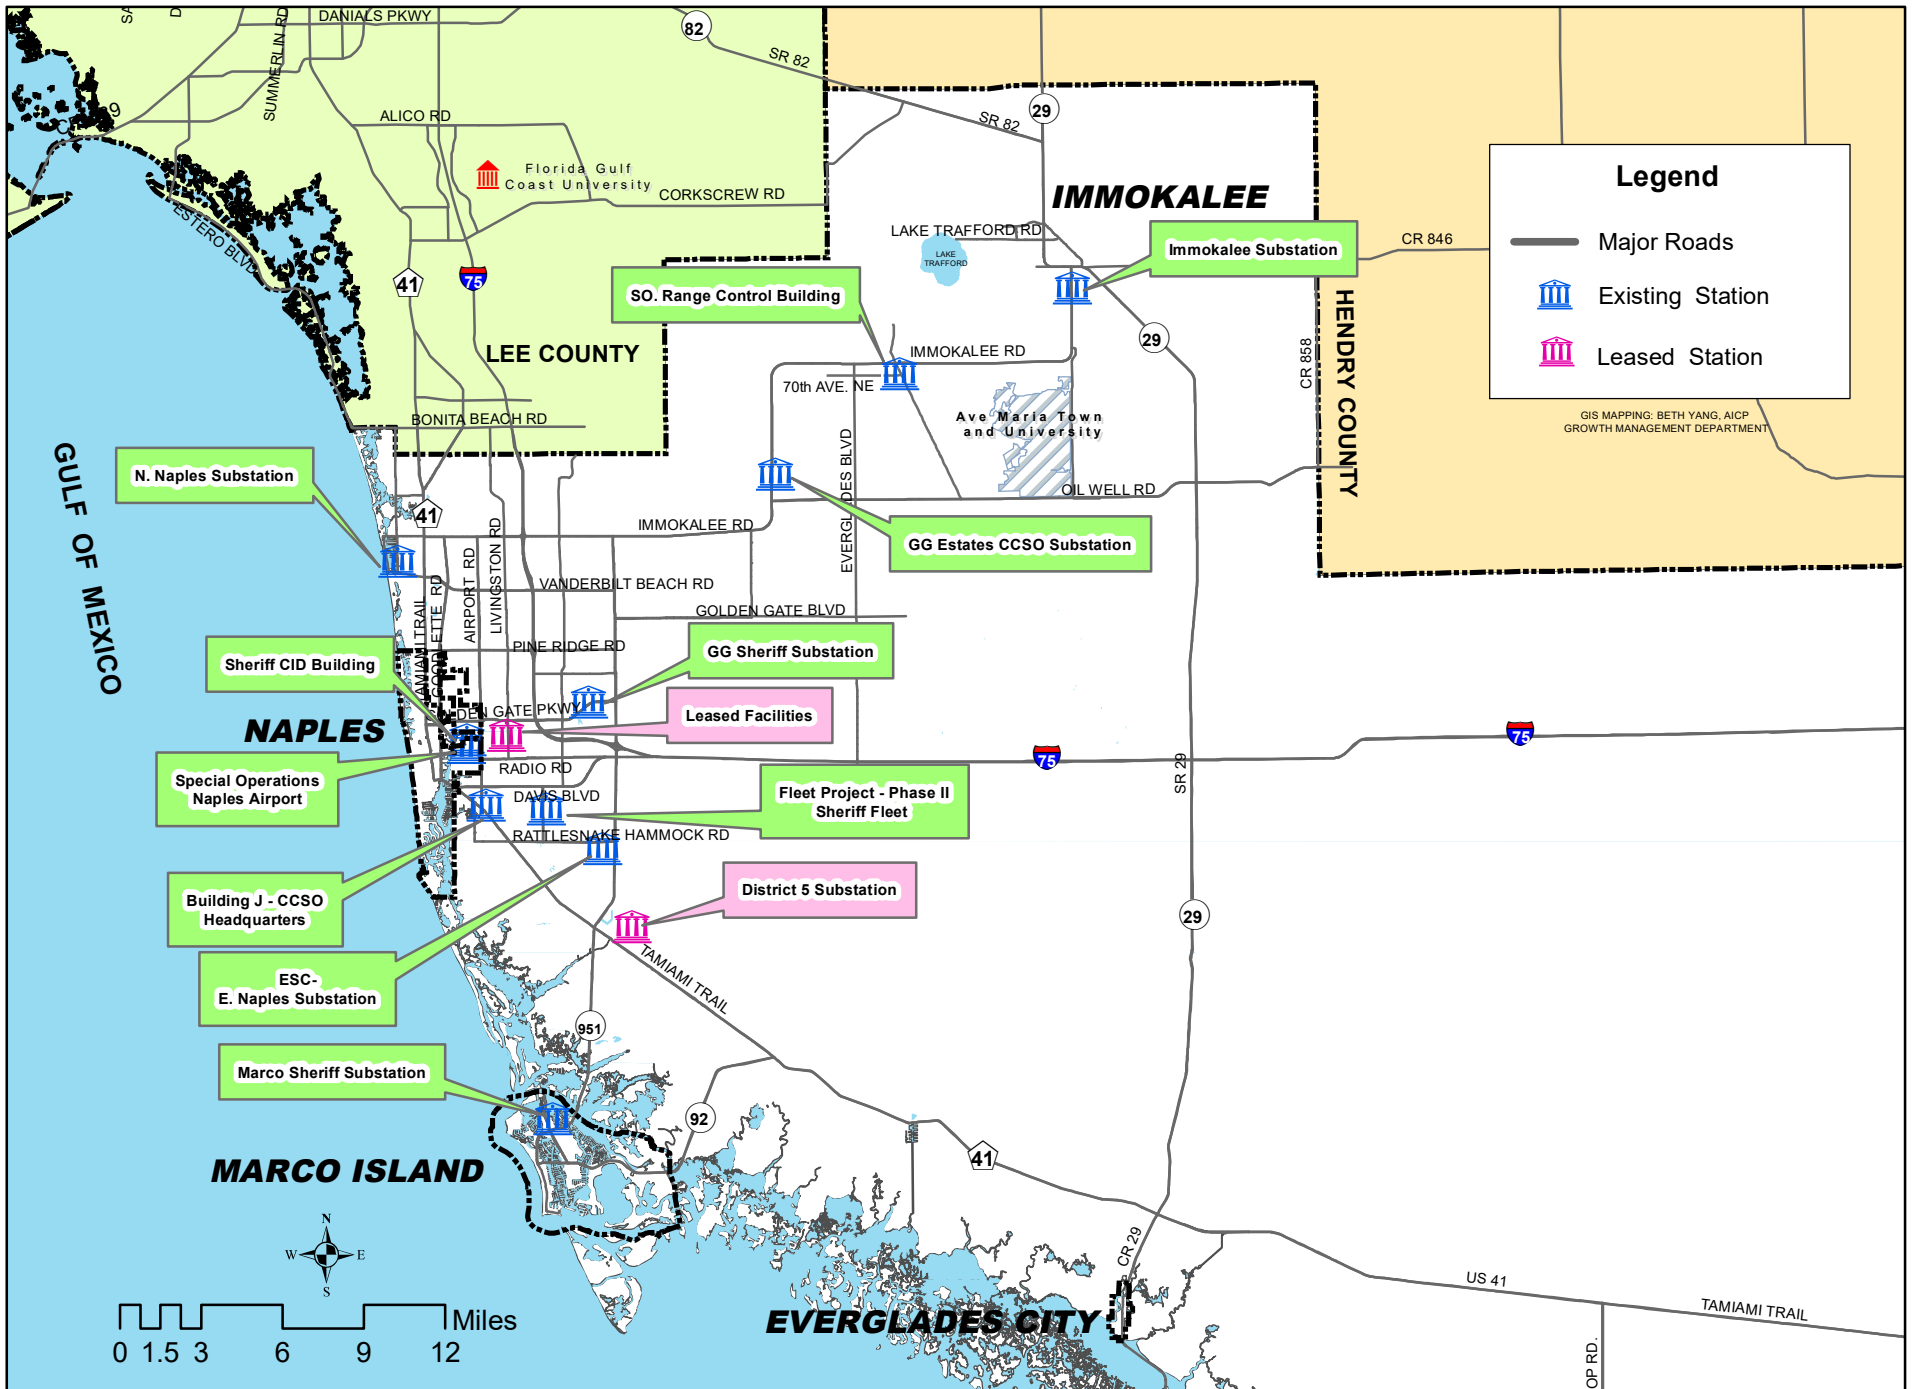 DANIALS PKWY
SUMMERLIN RD
82
SR 82
ALICO RD
29
SR 82
Florida Gulf
Coast University
CORKSCREW RD
ESTERO BLVD
IMMOKALEE
LAKE TRAFFORD RD
LAKE
TRAFFORD
Immokalee Substation
CR 846
Legend
Major Roads
Existing Station
Leased Station
GIS MAPPING: BETH YANG, AICP
GROWTH MANAGEMENT DEPARTMENT
41
75
SO. Range Control Building
LEE COUNTY
IMMOKALEE RD
70th AVE. NE
29
CR 858
HENDRY COUNTY
Ave Maria Town
and University
BONITA BEACH RD
GULF OF MEXICO
N. Naples Substation
41
OIL WELL RD
EVERGLADES BLVD
IMMOKALEE RD
GG Estates CCSO Substation
LIVINGSTON RD
AIRPORT RD
VANDERBILT BEACH RD
GOLDEN GATE BLVD
PINE RIDGE RD
Sheriff CID Building
GG Sheriff Substation
DEN GATE PKWY
Leased Facilities
NAPLES
75
75
SR 29
RADIO RD
Special Operations
Naples Airport
DAVIS BLVD
Fleet Project - Phase II
Sheriff Fleet
RATTLESNAKE HAMMOCK RD
Building J - CCSO
Headquarters
District 5 Substation
29
ESC-
E. Naples Substation
TAMIAMI TRAIL
951
Marco Sheriff Substation
92
MARCO ISLAND
41
N
W E
S
CR 29
US 41
TAMIAMI TRAIL
EVERGLADES CITY
OP RD.
Miles
0 1.5 3 6 9 12